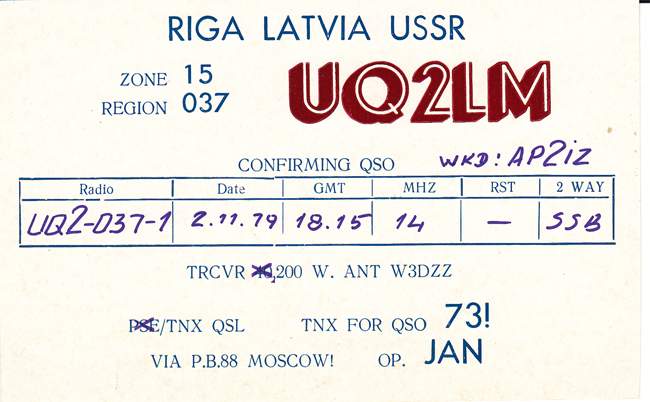 RIGA LATVIA USSR
ZONE 15
REGION 037
UQ2LM
CONFIRMING QSO WKD: AP2IZ
Radio Date GMT MHZ RST 2 WAY
UQ2-037-1 2.11.79 18.15 14 — SSB
TRCVR 10,200 W. ANT W3DZZ
PSE/TNX QSL TNX FOR QSO 73!
VIA P.B.88 MOSCOW! OP. JAN